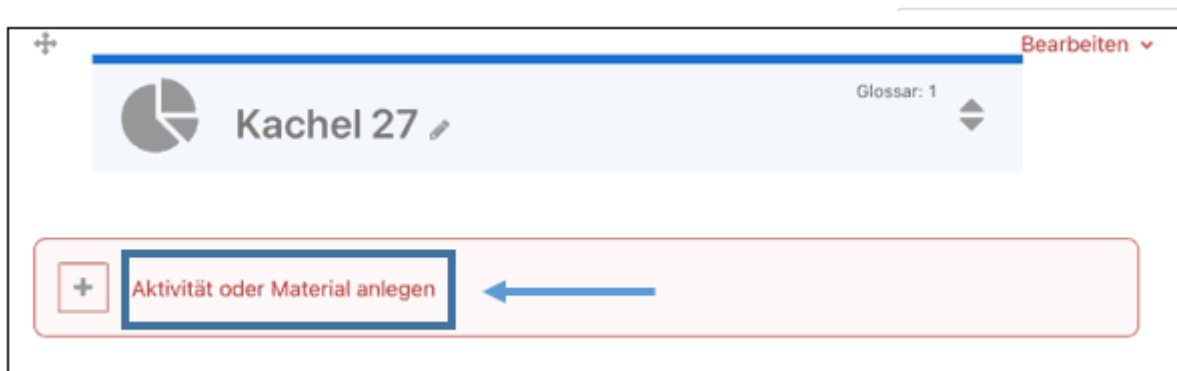 Bearbeiten
Glossar: 1
Kachel 27
Aktivität oder Material anlegen